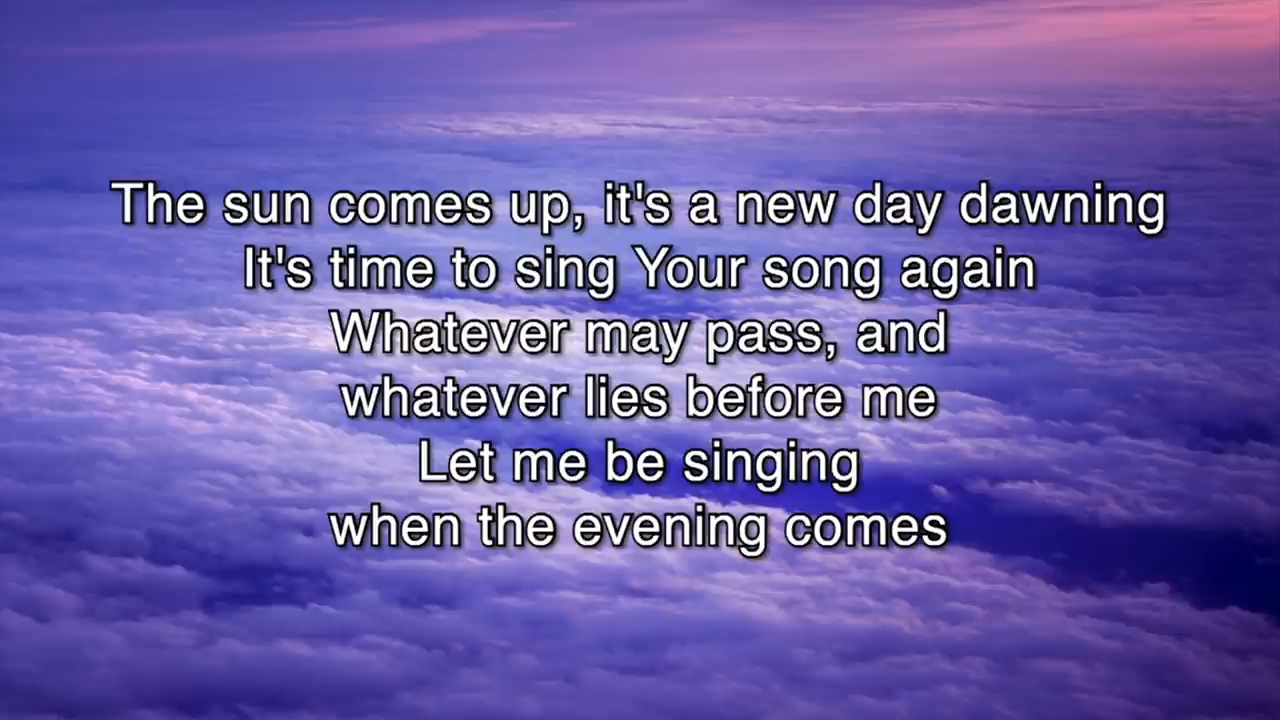 The sun comes up, it's a new day dawning
It's time to sing Your song again
Whatever may pass, and
whatever lies before me
Let me be singing
when the evening comes